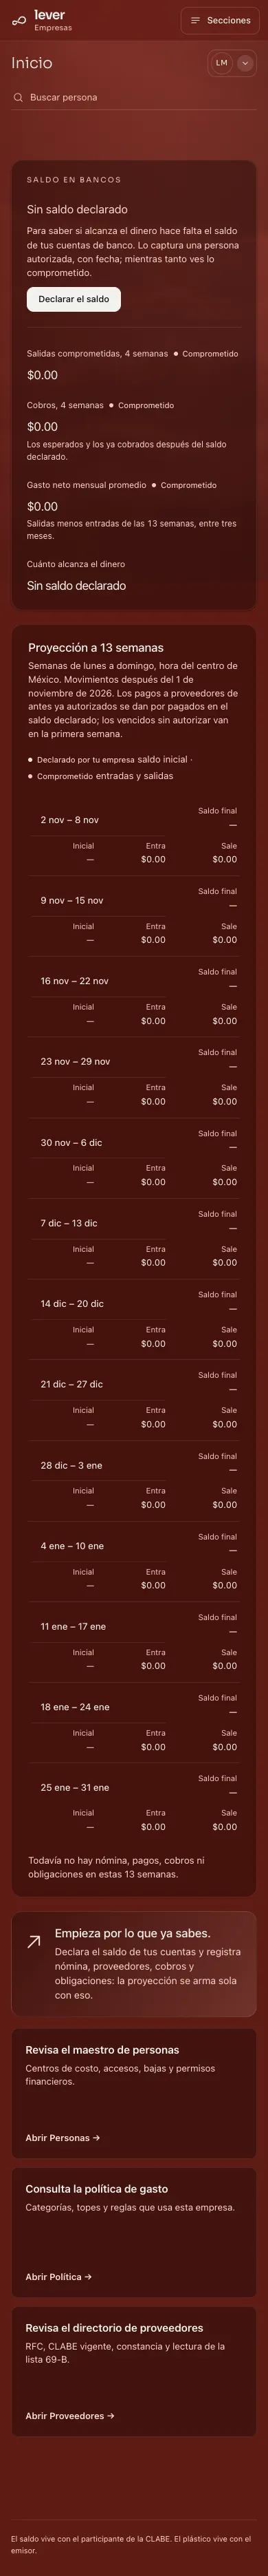 lever
Empresas
Secciones
Inicio
LM
Buscar persona
SALDO EN BANCOS
Sin saldo declarado
Para saber si alcanza el dinero hace falta el saldo
de tus cuentas de banco. Lo captura una persona
autorizada, con fecha; mientras tanto ves lo
comprometido.
Declarar el saldo
Salidas comprometidas, 4 semanas ● Comprometido
$0.00
Cobros, 4 semanas ● Comprometido
$0.00
Los esperados y los ya cobrados después del saldo
declarado.
Gasto neto mensual promedio ● Comprometido
$0.00
Salidas menos entradas de las 13 semanas, entre tres
meses.
Cuánto alcanza el dinero
Sin saldo declarado
Proyección a 13 semanas
Semanas de lunes a domingo, hora del centro de
México. Movimientos después del 1 de
noviembre de 2026. Los pagos a proveedores de
antes ya autorizados se dan por pagados en el
saldo declarado; los vencidos sin autorizar van
en la primera semana.
● Declarado por tu empresa saldo inicial ·
● Comprometido entradas y salidas
Saldo final
2 nov – 8 nov —
Inicial Entra Sale
— $0.00 $0.00
Saldo final
9 nov – 15 nov —
Inicial Entra Sale
— $0.00 $0.00
Saldo final
16 nov – 22 nov —
Inicial Entra Sale
— $0.00 $0.00
Saldo final
23 nov – 29 nov —
Inicial Entra Sale
— $0.00 $0.00
Saldo final
30 nov – 6 dic —
Inicial Entra Sale
— $0.00 $0.00
Saldo final
7 dic – 13 dic —
Inicial Entra Sale
— $0.00 $0.00
Saldo final
14 dic – 20 dic —
Inicial Entra Sale
— $0.00 $0.00
Saldo final
21 dic – 27 dic —
Inicial Entra Sale
— $0.00 $0.00
Saldo final
28 dic – 3 ene —
Inicial Entra Sale
— $0.00 $0.00
Saldo final
4 ene – 10 ene —
Inicial Entra Sale
— $0.00 $0.00
Saldo final
11 ene – 17 ene —
Inicial Entra Sale
— $0.00 $0.00
Saldo final
18 ene – 24 ene —
Inicial Entra Sale
— $0.00 $0.00
Saldo final
25 ene – 31 ene —
Inicial Entra Sale
— $0.00 $0.00
Todavía no hay nómina, pagos, cobros ni
obligaciones en estas 13 semanas.
Empieza por lo que ya sabes.
Declara el saldo de tus cuentas y registra
nómina, proveedores, cobros y
obligaciones: la proyección se arma sola
con eso.
Revisa el maestro de personas
Centros de costo, accesos, bajas y permisos
financieros.
Abrir Personas →
Consulta la política de gasto
Categorías, topes y reglas que usa esta empresa.
Abrir Política →
Revisa el directorio de proveedores
RFC, CLABE vigente, constancia y lectura de la
lista 69-B.
Abrir Proveedores →
El saldo vive con el participante de la CLABE. El plástico vive con el
emisor.